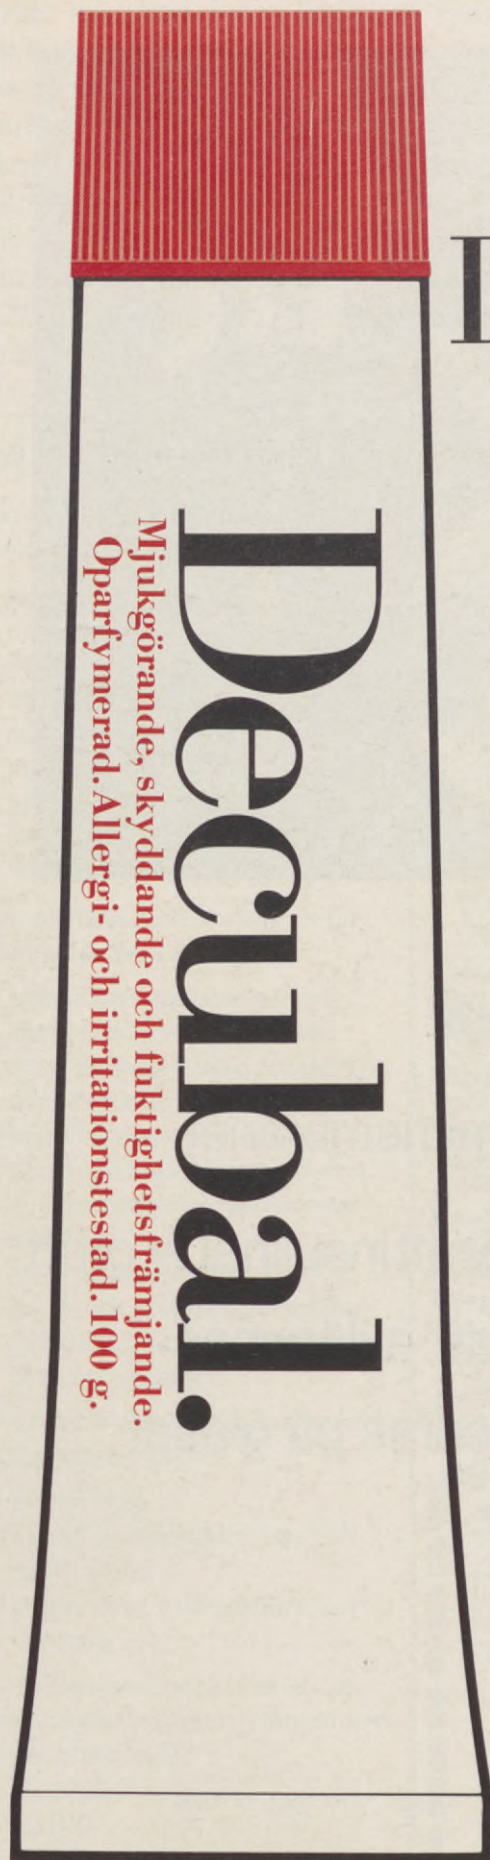 Decubal.
Mjukgörande, skyddande och fuktighetsfrämjande.
Oparfymerad. Allergi- och irritationstestad. 100 g.